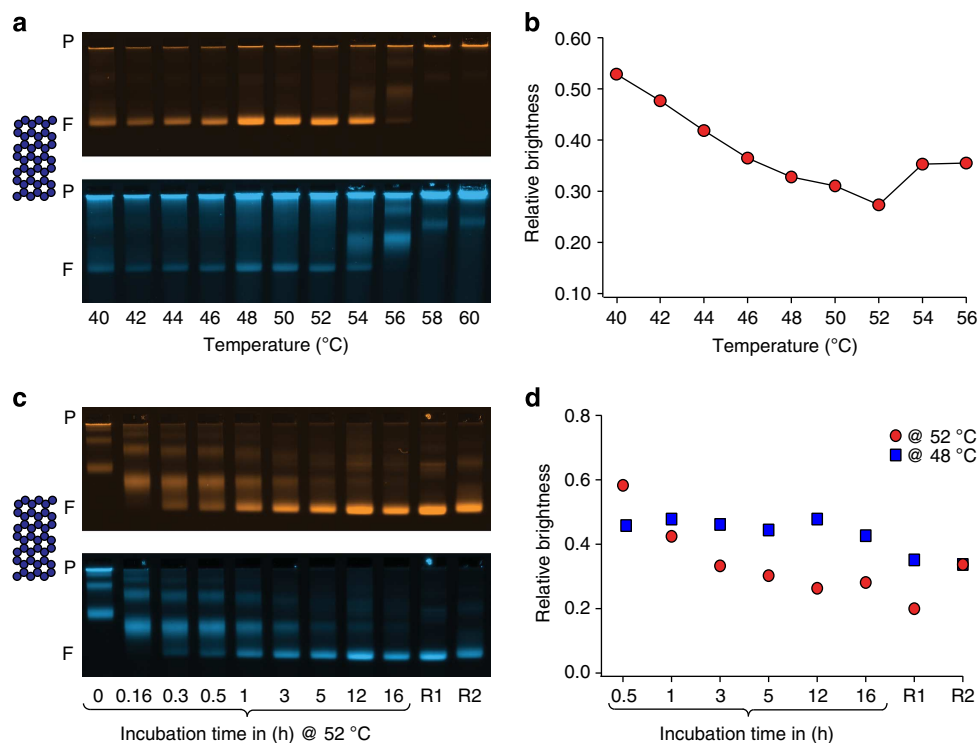 a
P
F
P
F
40 42 44 46 48 50 52 54 56 58 60
Temperature (°C)
b
0.60
0.50
0.40
0.30
0.20
0.10
Relative brightness
40 42 44 46 48 50 52 54 56
Temperature (°C)
c
P
F
P
F
0 0.16 0.3 0.5 1 3 5 12 16 R1 R2
Incubation time in (h) @ 52 °C
d
0.8
0.6
0.4
0.2
0.0
Relative brightness
@ 52 °C
@ 48 °C
0.5 1 3 5 12 16 R1 R2
Incubation time in (h)